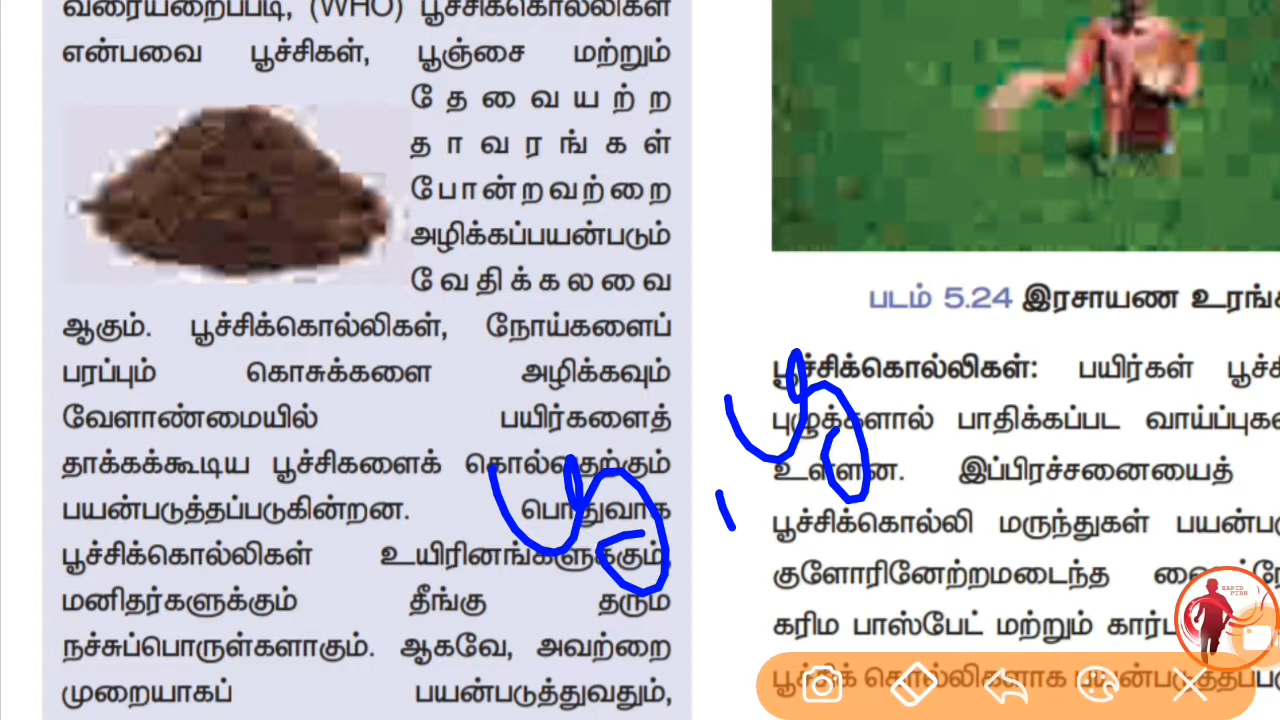 வரையறைப்படி, (WHO) பூச்சிக்கொல்லிகள்
என்பவை பூச்சிகள், பூஞ்சை மற்றும்
தேவையற்ற
தாவரங்கள்
போன்றவற்றை
அழிக்கப்பயன்படும்
வேதிக்கலவை
ஆகும். பூச்சிக்கொல்லிகள், நோய்களைப்
பரப்பும் கொசுக்களை அழிக்கவும்
வேளாண்மையில் பயிர்களைத்
தாக்கக்கூடிய பூச்சிகளைக் கொல்வதற்கும்
பயன்படுத்தப்படுகின்றன. பொதுவாக
பூச்சிக்கொல்லிகள் உயிரினங்களுக்கும்,
மனிதர்களுக்கும் தீங்கு தரும்
நச்சுப்பொருள்களாகும். ஆகவே, அவற்றை
முறையாகப் பயன்படுத்துவதும்,
படம் 5.24 இரசாயண உரங்க
பூச்சிக்கொல்லிகள்: பயிர்கள்
புழுக்களால் பாதிக்கப்பட
உள்ளன. இப்பிரச்சனையைத்
பூச்சிக்கொல்லி மருந்துகள்
குளோரினேற்றமடைந்த
கரிம பாஸ்பேட் மற்றும்
பூச்சிக் கொல்லிகளாக
RAPID
FIRE